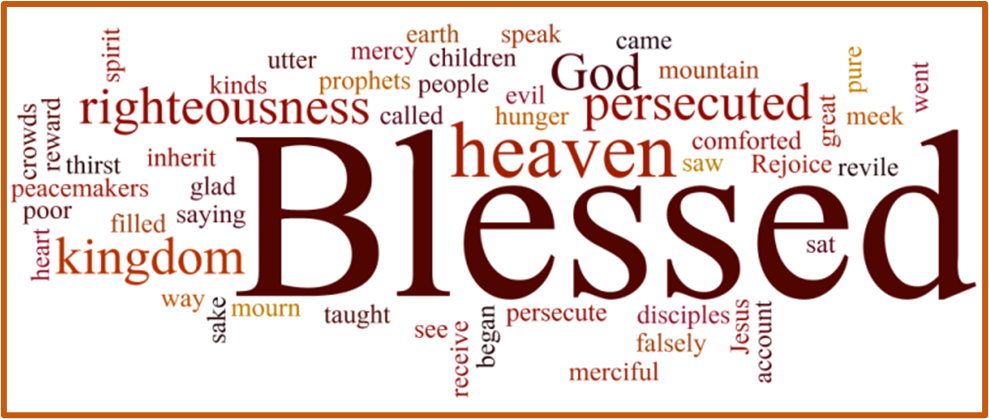 earth
speak
came
spirit
utter
mercy
children
God
mountain
pure
went
kinds
prophets
people
evil
righteousness
called
hunger
persecuted
great
meek
crowds
reward
thirst
inherit
heaven
comforted
saw
Rejoice
revile
peacemakers
glad
Blessed
poor
filled
saying
heart
kingdom
sat
way
sake
mourn
taught
see
receive
began
persecute
disciples
falsely
Jesus
account
merciful